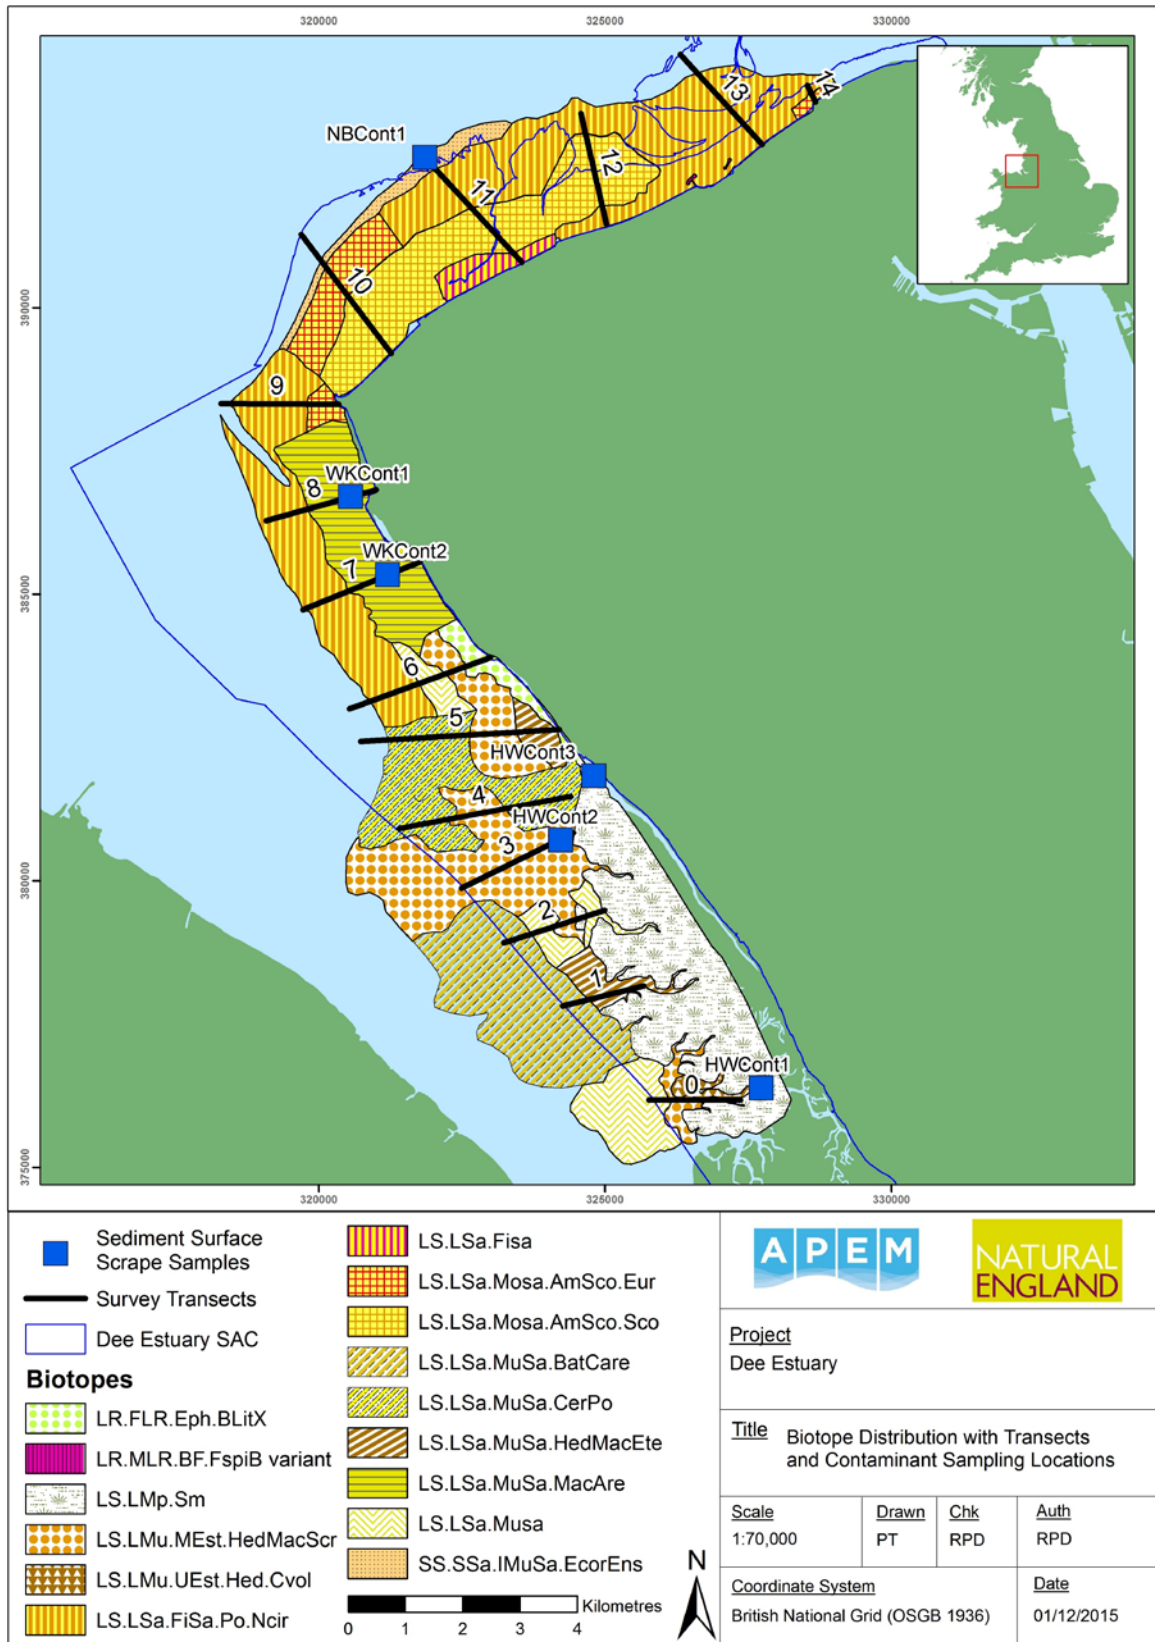 320000
325000
330000
390000
385000
380000
375000
NBCont1
14
13
12
11
10
9
WKCont1
8
WKCont2
7
6
5
HWCont3
4
HWCont2
3
2
1
HWCont1
0
320000
325000
330000
Sediment Surface
Scrape Samples
Survey Transects
Dee Estuary SAC
Biotopes
LR.FLR.Eph.BLitX
LR.MLR.BF.FspiB variant
LS.LMp.Sm
LS.LMu.MEst.HedMacScr
LS.LMu.UEst.Hed.Cvol
LS.LSa.FiSa.Po.Ncir
LS.LSa.Fisa
LS.LSa.Mosa.AmSco.Eur
LS.LSa.Mosa.AmSco.Sco
LS.LSa.MuSa.BatCare
LS.LSa.MuSa.CerPo
LS.LSa.MuSa.HedMacEte
LS.LSa.MuSa.MacAre
LS.LSa.Musa
SS.SSa.IMuSa.EcorEns
Kilometres
0 1 2 3 4
N
APEM
NATURAL
ENGLAND
Project
Dee Estuary
Title Biotope Distribution with Transects
and Contaminant Sampling Locations
Scale Drawn Chk Auth
1:70,000 PT RPD RPD
Coordinate System Date
British National Grid (OSGB 1936) 01/12/2015